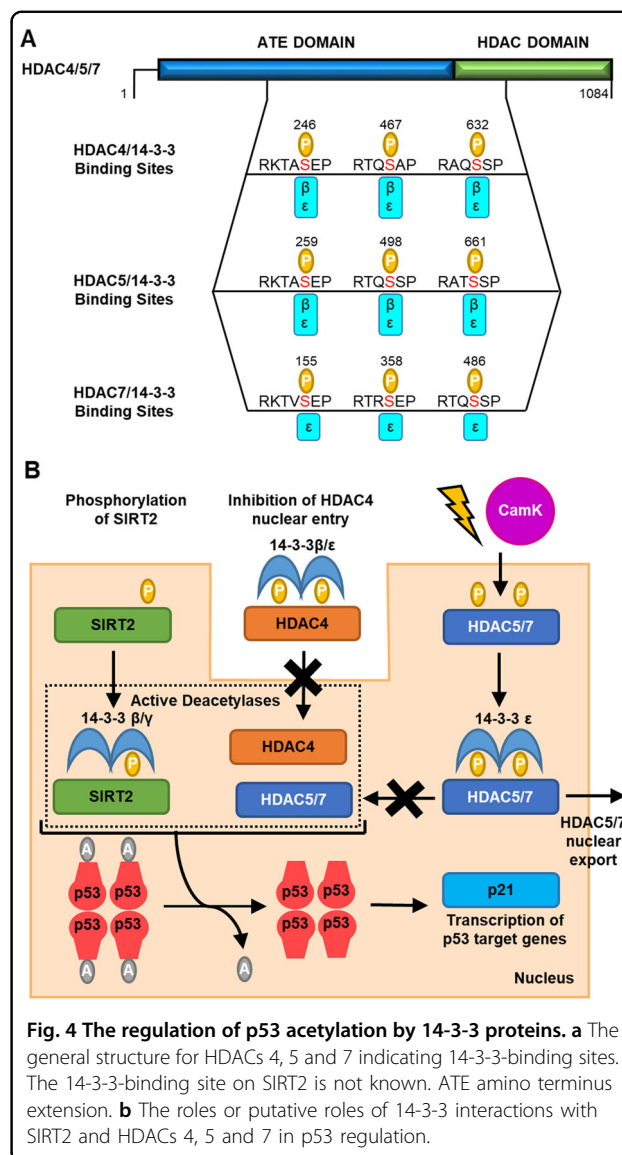 A
ATE DOMAIN HDAC DOMAIN
HDAC4/5/7
1 1084
246 467 632
HDAC4/14-3-3
Binding Sites
P P P
RKTASEP RTQSAP RAQSSP
β β β
ε ε ε
259 498 661
HDAC5/14-3-3
Binding Sites
P P P
RKTASEP RTQSSP RATSSP
β β β
ε ε ε
155 358 486
HDAC7/14-3-3
Binding Sites
P P P
RKTVSEP RTRSEP RTQSSP
ε ε ε
B
Phosphorylation
of SIRT2
Inhibition of HDAC4
nuclear entry
CamK
14-3-3β/ε
P P
HDAC4
P
SIRT2
P P
HDAC5/7
Active Deacetylases
14-3-3 β/γ
P
SIRT2
HDAC4
HDAC5/7
14-3-3 ε
P P
HDAC5/7
HDAC5/7
nuclear
export
A A
p53 p53
p53 p53
A A
A
p53 p53
p53 p53
p21
Transcription of
p53 target genes
Nucleus
Fig. 4 The regulation of p53 acetylation by 14-3-3 proteins. a The
general structure for HDACs 4, 5 and 7 indicating 14-3-3-binding sites.
The 14-3-3-binding site on SIRT2 is not known. ATE amino terminus
extension. b The roles or putative roles of 14-3-3 interactions with
SIRT2 and HDACs 4, 5 and 7 in p53 regulation.